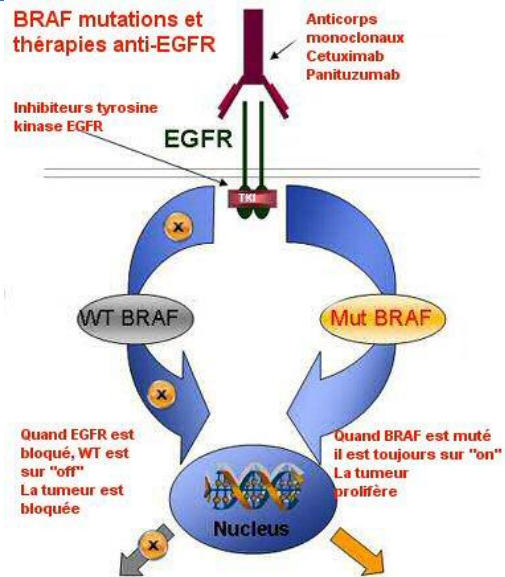 BRAF mutations et
thérapies anti-EGFR
Anticorps
monoclonaux
Cetuximab
Panituzumab
Inhibiteurs tyrosine
kinase EGFR
EGFR
TKI
X
WT BRAF
Mut BRAF
X
Quand EGFR est
bloqué, WT est
sur "off"
La tumeur est
bloquée
Quand BRAF est muté
il est toujours sur "on"
La tumeur
prolifère
Nucleus
X